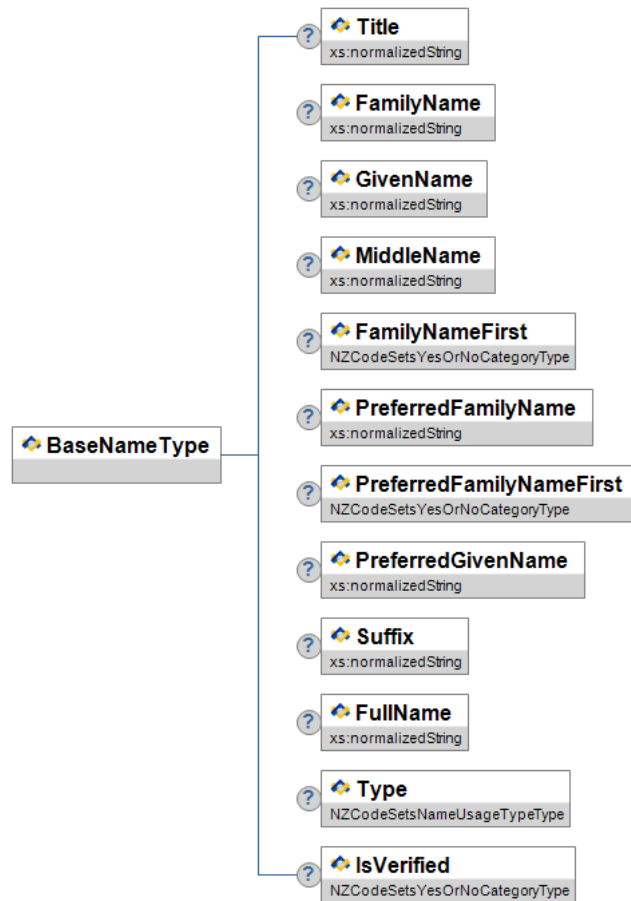 ?
Title
xs:normalizedString
?
FamilyName
xs:normalizedString
?
GivenName
xs:normalizedString
?
MiddleName
xs:normalizedString
?
FamilyNameFirst
NZCodeSetsYesOrNoCategoryType
?
PreferredFamilyName
xs:normalizedString
BaseNameType
?
PreferredFamilyNameFirst
NZCodeSetsYesOrNoCategoryType
?
PreferredGivenName
xs:normalizedString
?
Suffix
xs:normalizedString
?
FullName
xs:normalizedString
?
Type
NZCodeSetsNameUsageTypeType
?
IsVerified
NZCodeSetsYesOrNoCategoryType